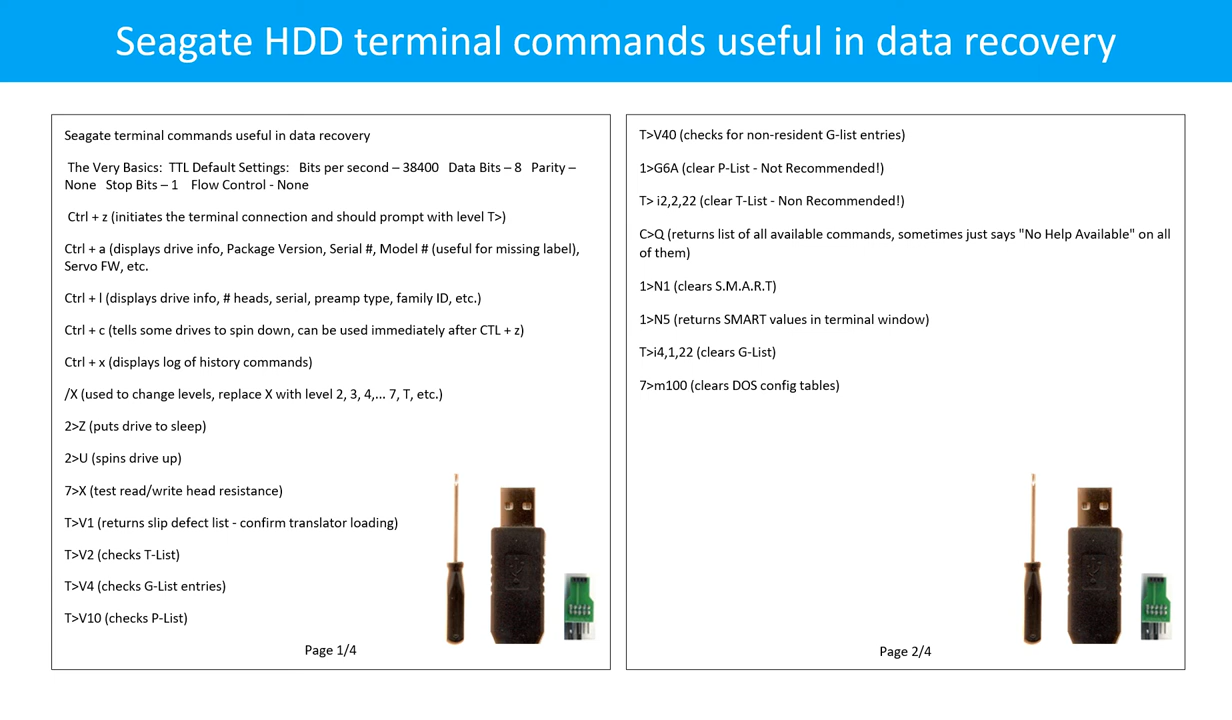 Seagate HDD terminal commands useful in data recovery
Seagate terminal commands useful in data recovery
The Very Basics: TTL Default Settings: Bits per second – 38400 Data Bits – 8 Parity –
None Stop Bits – 1 Flow Control - None
Ctrl + z (initiates the terminal connection and should prompt with level T>)
Ctrl + a (displays drive info, Package Version, Serial #, Model # (useful for missing label),
Servo FW, etc.
Ctrl + l (displays drive info, # heads, serial, preamp type, family ID, etc.)
Ctrl + c (tells some drives to spin down, can be used immediately after CTL + z)
Ctrl + x (displays log of history commands)
/X (used to change levels, replace X with level 2, 3, 4,... 7, T, etc.)
2>Z (puts drive to sleep)
2>U (spins drive up)
7>X (test read/write head resistance)
T>V1 (returns slip defect list - confirm translator loading)
T>V2 (checks T-List)
T>V4 (checks G-List entries)
T>V10 (checks P-List)
Page 1/4
T>V40 (checks for non-resident G-list entries)
1>G6A (clear P-List - Not Recommended!)
T> i2,2,22 (clear T-List - Non Recommended!)
C>Q (returns list of all available commands, sometimes just says "No Help Available" on all
of them)
1>N1 (clears S.M.A.R.T)
1>N5 (returns SMART values in terminal window)
T>i4,1,22 (clears G-List)
7>m100 (clears DOS config tables)
Page 2/4